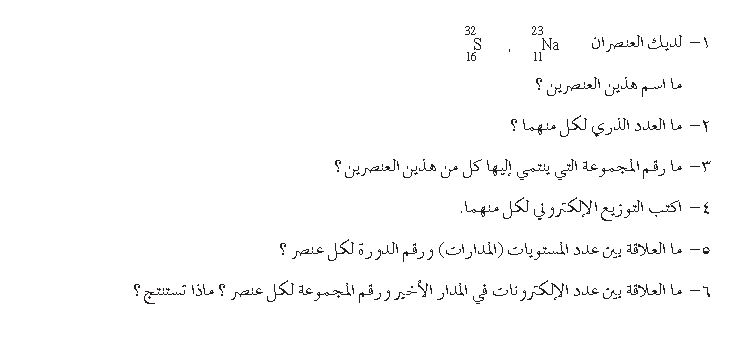 ١– لديك العنصران ²³₁₁Na , ³²₁₆S
ما اسم هذين العنصرين ؟
٢– ما العدد الذري لكل منهما ؟
٣– ما رقم المجموعة التي ينتمي إليها كل من هذين العنصرين ؟
٤– اكتب التوزيع الإلكتروني لكل منهما.
٥– ما العلاقة بين عدد المستويات (المدارات) ورقم الدورة لكل عنصر ؟
٦– ما العلاقة بين عدد الإلكترونات في المدار الأخير ورقم المجموعة لكل عنصر ؟ ماذا تستنتج ؟